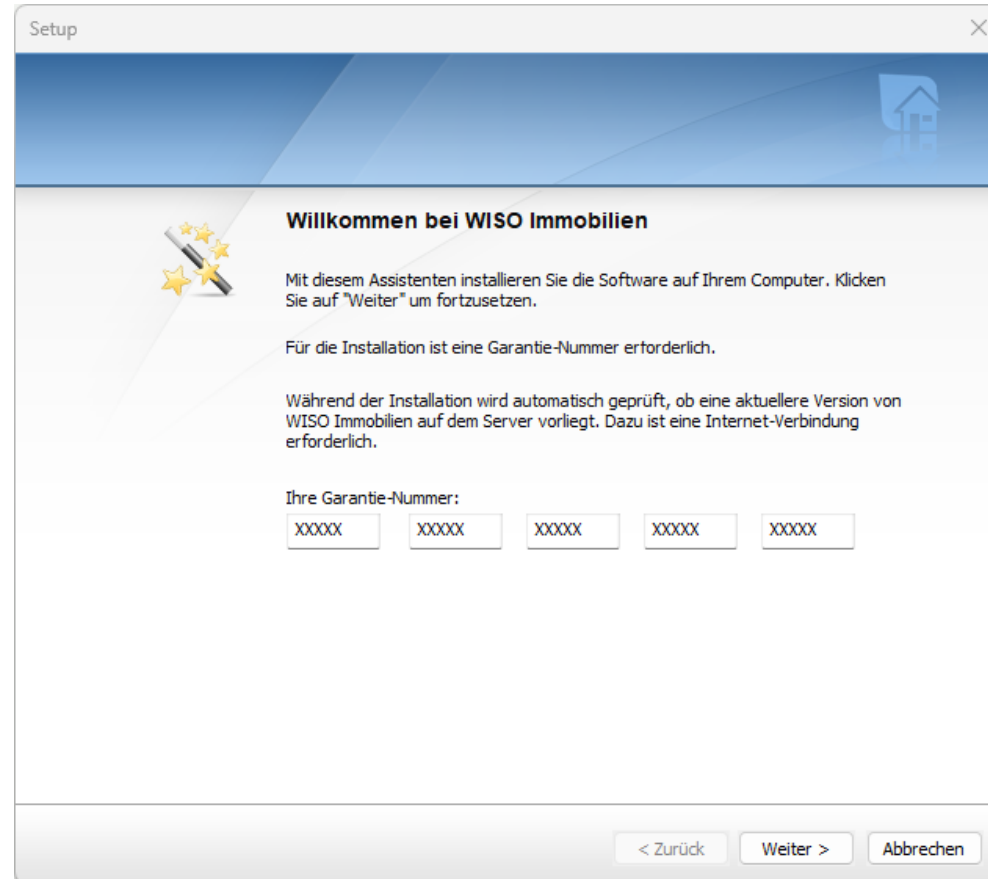 Setup
Willkommen bei WISO Immobilien
Mit diesem Assistenten installieren Sie die Software auf Ihrem Computer. Klicken
Sie auf "Weiter" um fortzusetzen.
Für die Installation ist eine Garantie-Nummer erforderlich.
Während der Installation wird automatisch geprüft, ob eine aktuellere Version von
WISO Immobilien auf dem Server vorliegt. Dazu ist eine Internet-Verbindung
erforderlich.
Ihre Garantie-Nummer:
XXXXX XXXXX XXXXX XXXXX XXXXX
< Zurück Weiter > Abbrechen